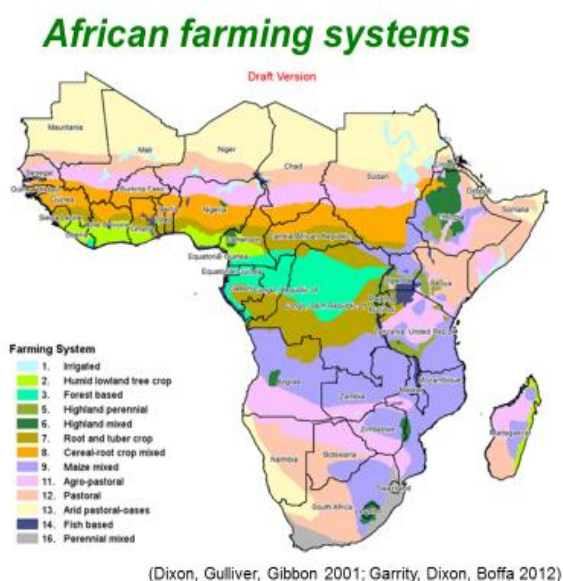 African farming systems
Draft Version
Mauritania
Mali
Niger
Chad
Sudan
Senegal
Burkina Faso
Guinea
Nigeria
Ethiopia
Somalia
Central African Republic
Equatorial Guinea
Kenya
Tanzania, United Rep of
Angola
Zambia
Mozambique
Zimbabwe
Madagascar
Namibia
Botswana
Swaziland
South Africa
Farming System
1. Irrigated
2. Humid lowland tree crop
3. Forest based
5. Highland perennial
6. Highland mixed
7. Root and tuber crop
8. Cereal-root crop mixed
9. Maize mixed
11. Agro-pastoral
12. Pastoral
13. Arid pastoral-oases
14. Fish based
16. Perennial mixed
(Dixon, Gulliver, Gibbon 2001; Garrity, Dixon, Boffa 2012)